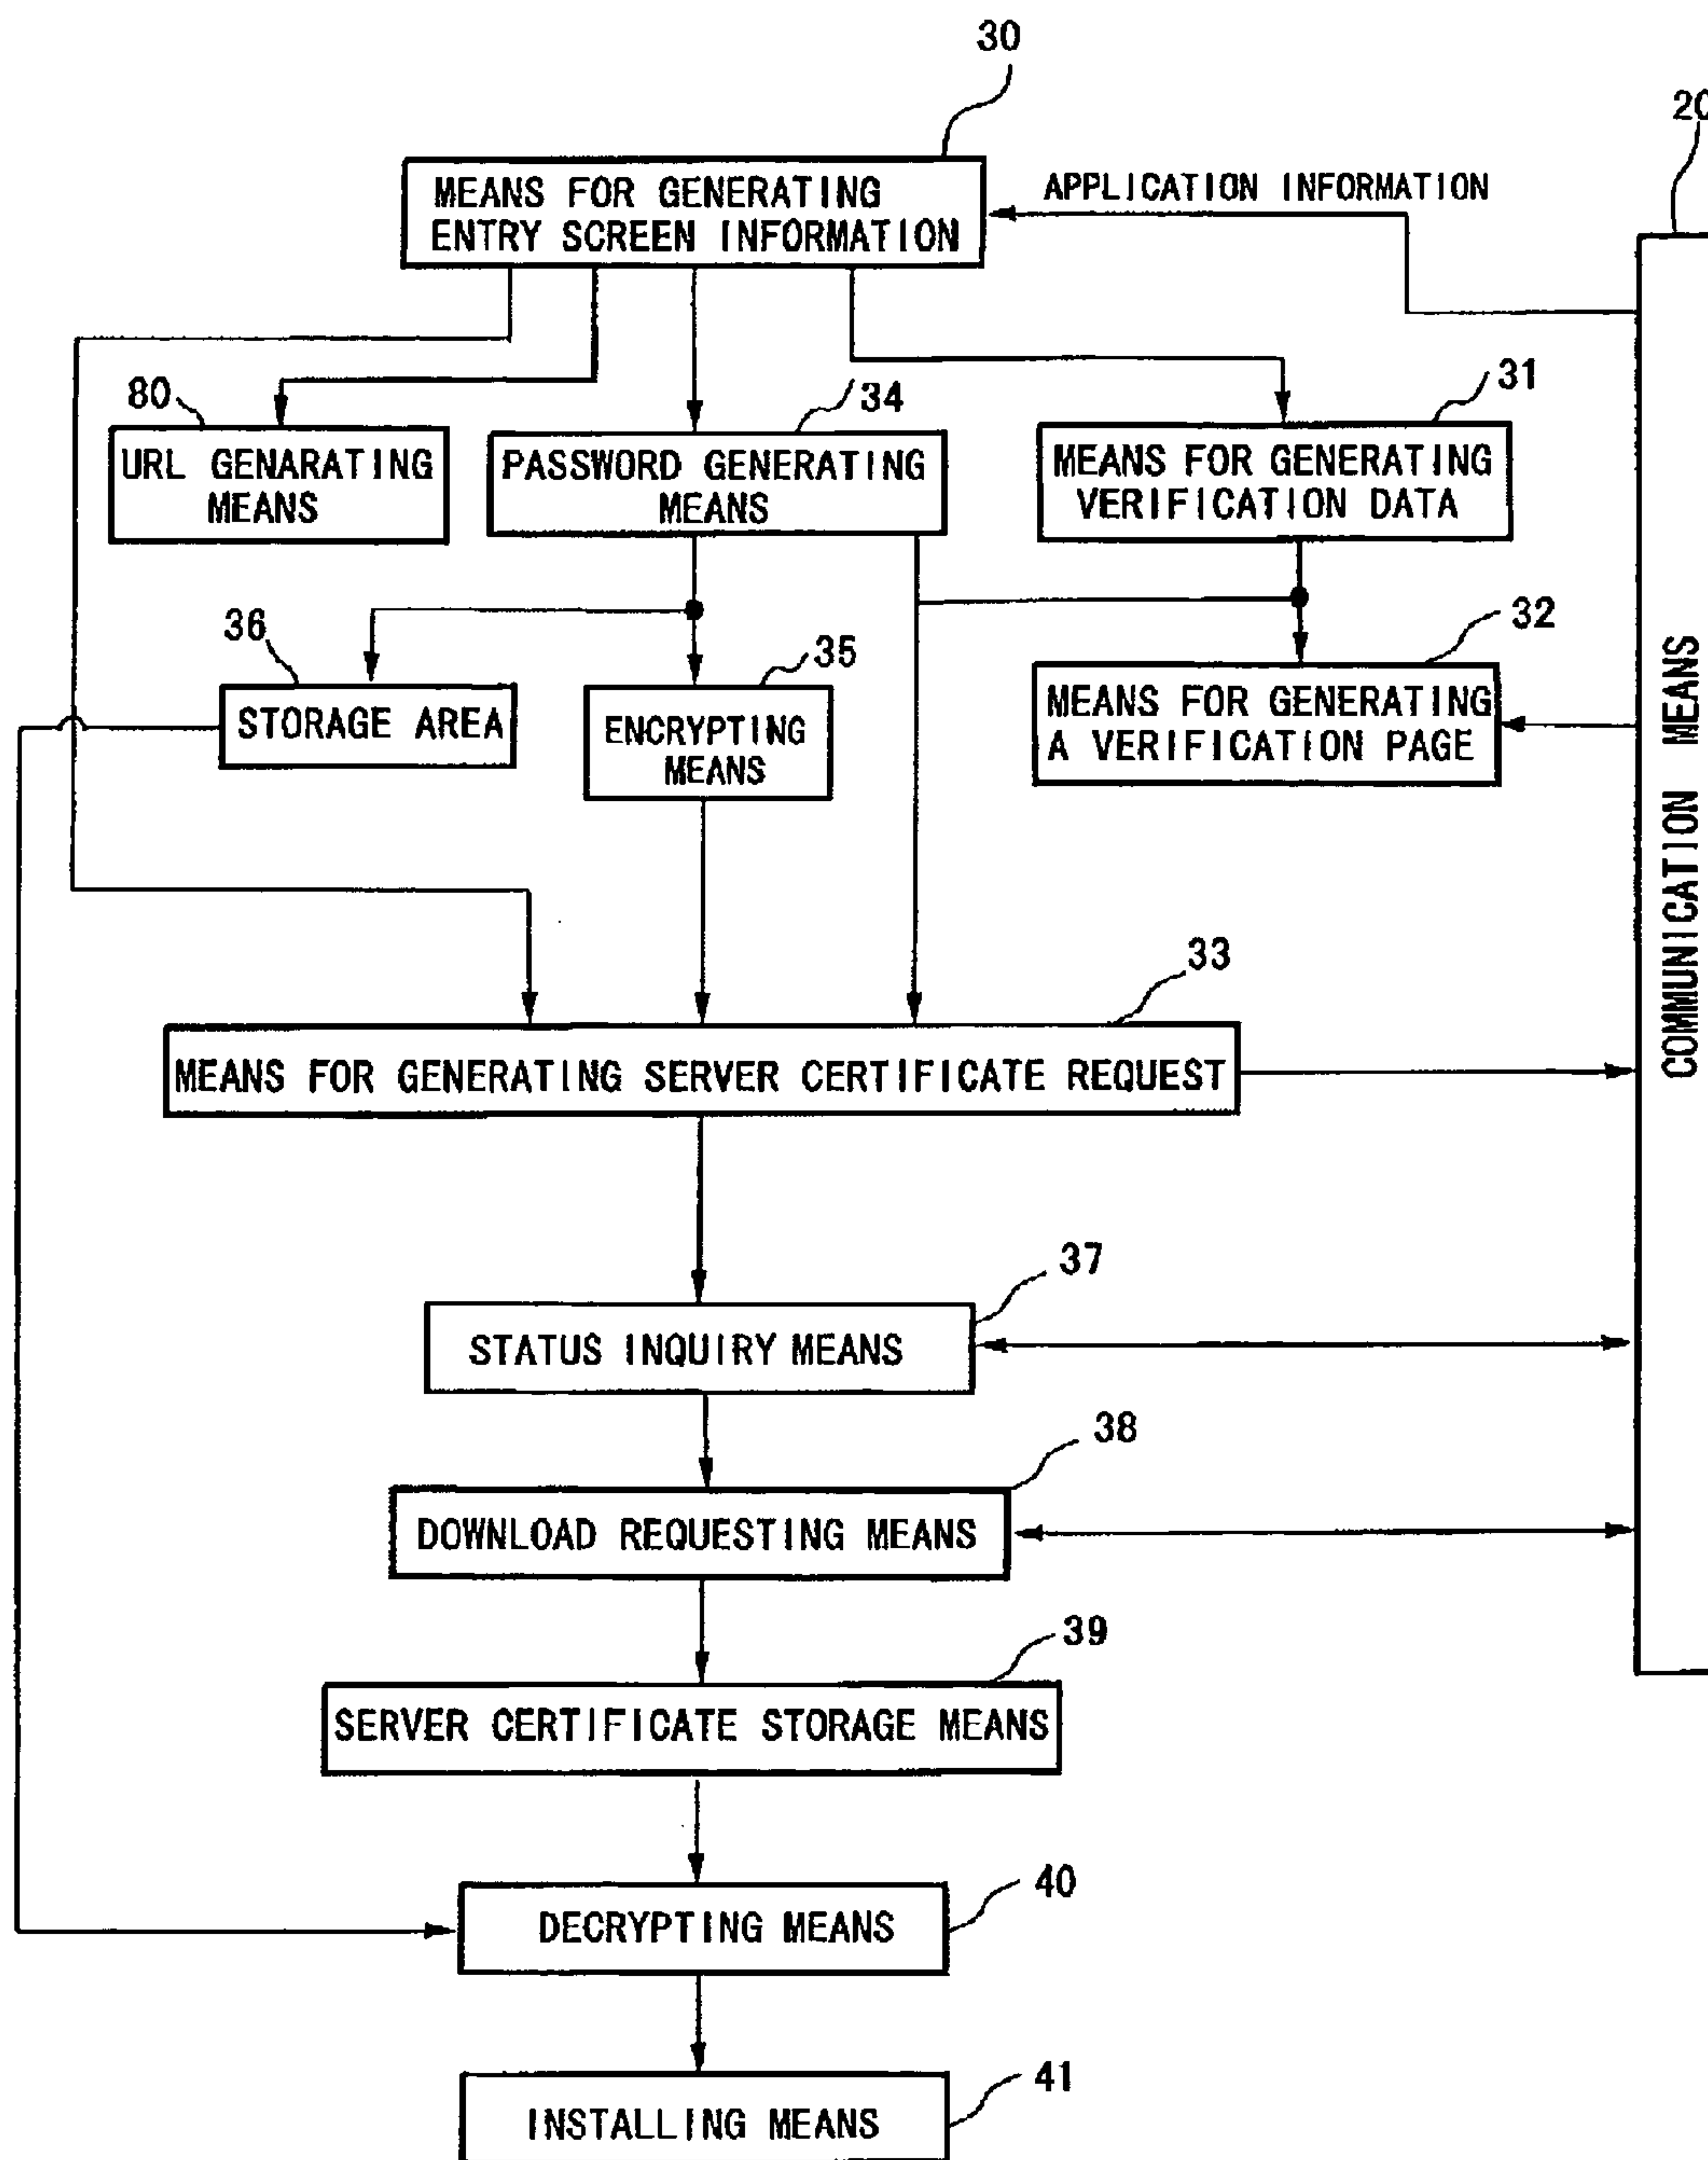 30
20
MEANS FOR GENERATING
ENTRY SCREEN INFORMATION
APPLICATION INFORMATION
80
34
31
URL GENARATING
MEANS
PASSWORD GENERATING
MEANS
MEANS FOR GENERATING
VERIFICATION DATA
36
35
32
STORAGE AREA
ENCRYPTING
MEANS
MEANS FOR GENERATING
A VERIFICATION PAGE
COMMUNICATION MEANS
33
MEANS FOR GENERATING SERVER CERTIFICATE REQUEST
37
STATUS INQUIRY MEANS
38
DOWNLOAD REQUESTING MEANS
39
SERVER CERTIFICATE STORAGE MEANS
40
DECRYPTING MEANS
41
INSTALLING MEANS